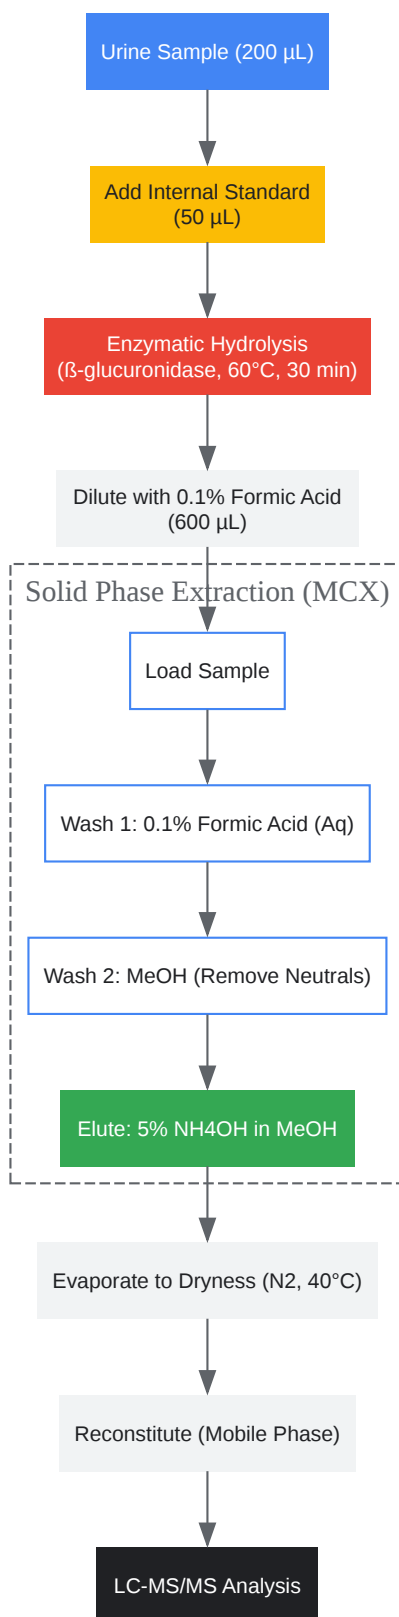 Urine Sample (200 µL)
Add Internal Standard
(50 µL)
Enzymatic Hydrolysis
(ß-glucuronidase, 60°C, 30 min)
Dilute with 0.1% Formic Acid
(600 µL)
Solid Phase Extraction (MCX)
Load Sample
Wash 1: 0.1% Formic Acid (Aq)
Wash 2: MeOH (Remove Neutrals)
Elute: 5% NH4OH in MeOH
Evaporate to Dryness (N2, 40°C)
Reconstitute (Mobile Phase)
LC-MS/MS Analysis